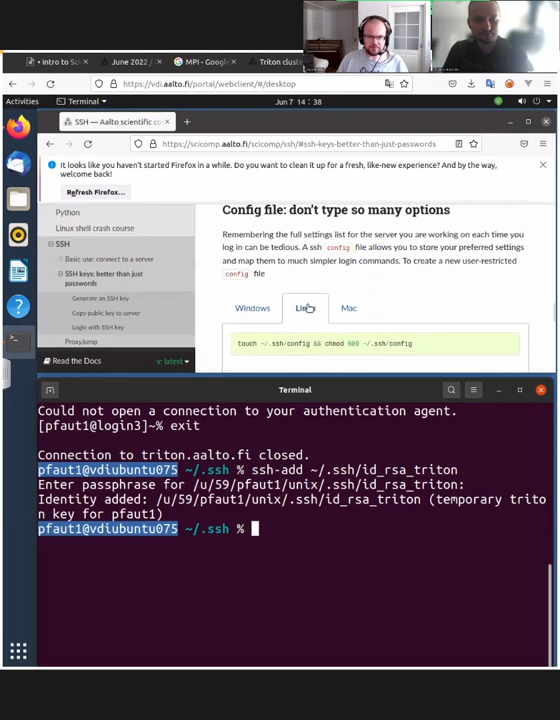 • Intro to Sci
June 2022 /
MPI - Google
Triton cluste
https://vdi.aalto.fi/portal/webclient/#/desktop
Activities
Terminal
Jun 7 14:38
SSH — Aalto scientific co
https://scicomp.aalto.fi/scicomp/ssh/#ssh-keys-better-than-just-passwords
It looks like you haven't started Firefox in a while. Do you want to clean it up for a fresh, like-new experience? And by the way,
welcome back!
Refresh Firefox...
Python
Linux shell crash course
SSH
Basic use: connect to a server
SSH keys: better than just
passwords
Generate an SSH key
Copy public key to server
Login with SSH key
ProxyJump
Read the Docs
v: latest
Config file: don't type so many options
Remembering the full settings list for the server you are working on each time you
log in can be tedious. A ssh config file allows you to store your preferred settings
and map them to much simpler login commands. To create a new user-restricted
config file
Windows
Linux
Mac
touch ~/.ssh/config && chmod 600 ~/.ssh/config
Terminal
Could not open a connection to your authentication agent.
[pfaut1@login3]~% exit
Connection to triton.aalto.fi closed.
pfaut1@vdiubuntu075 ~/.ssh % ssh-add ~/.ssh/id_rsa_triton
Enter passphrase for /u/59/pfaut1/unix/.ssh/id_rsa_triton:
Identity added: /u/59/pfaut1/unix/.ssh/id_rsa_triton (temporary trito
n key for pfaut1)
pfaut1@vdiubuntu075 ~/.ssh %